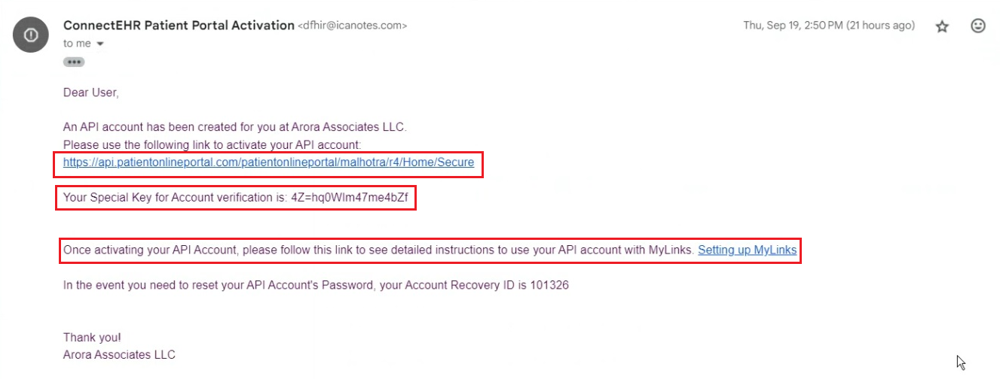 ConnectEHR Patient Portal Activation <dfhir@icanotes.com>
Thu, Sep 19, 2:50 PM (21 hours ago)
to me
Dear User,
An API account has been created for you at Arora Associates LLC.
Please use the following link to activate your API account:
https://api.patientonlineportal.com/patientonlineportal/malhotra/r4/Home/Secure
Your Special Key for Account verification is: 4Z=hq0Wlm47me4bZf
Once activating your API Account, please follow this link to see detailed instructions to use your API account with MyLinks. Setting up MyLinks
In the event you need to reset your API Account's Password, your Account Recovery ID is 101326
Thank you!
Arora Associates LLC